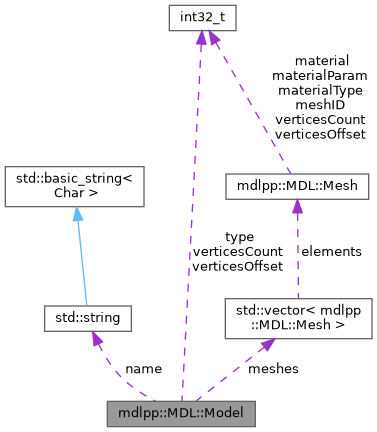 int32_t
material
materialParam
materialType
meshID
verticesCount
verticesOffset
std::basic_string<
Char >
mdlpp::MDL::Mesh
type
verticesCount
verticesOffset
elements
std::string
std::vector< mdlpp
::MDL::Mesh >
name
meshes
mdlpp::MDL::Model